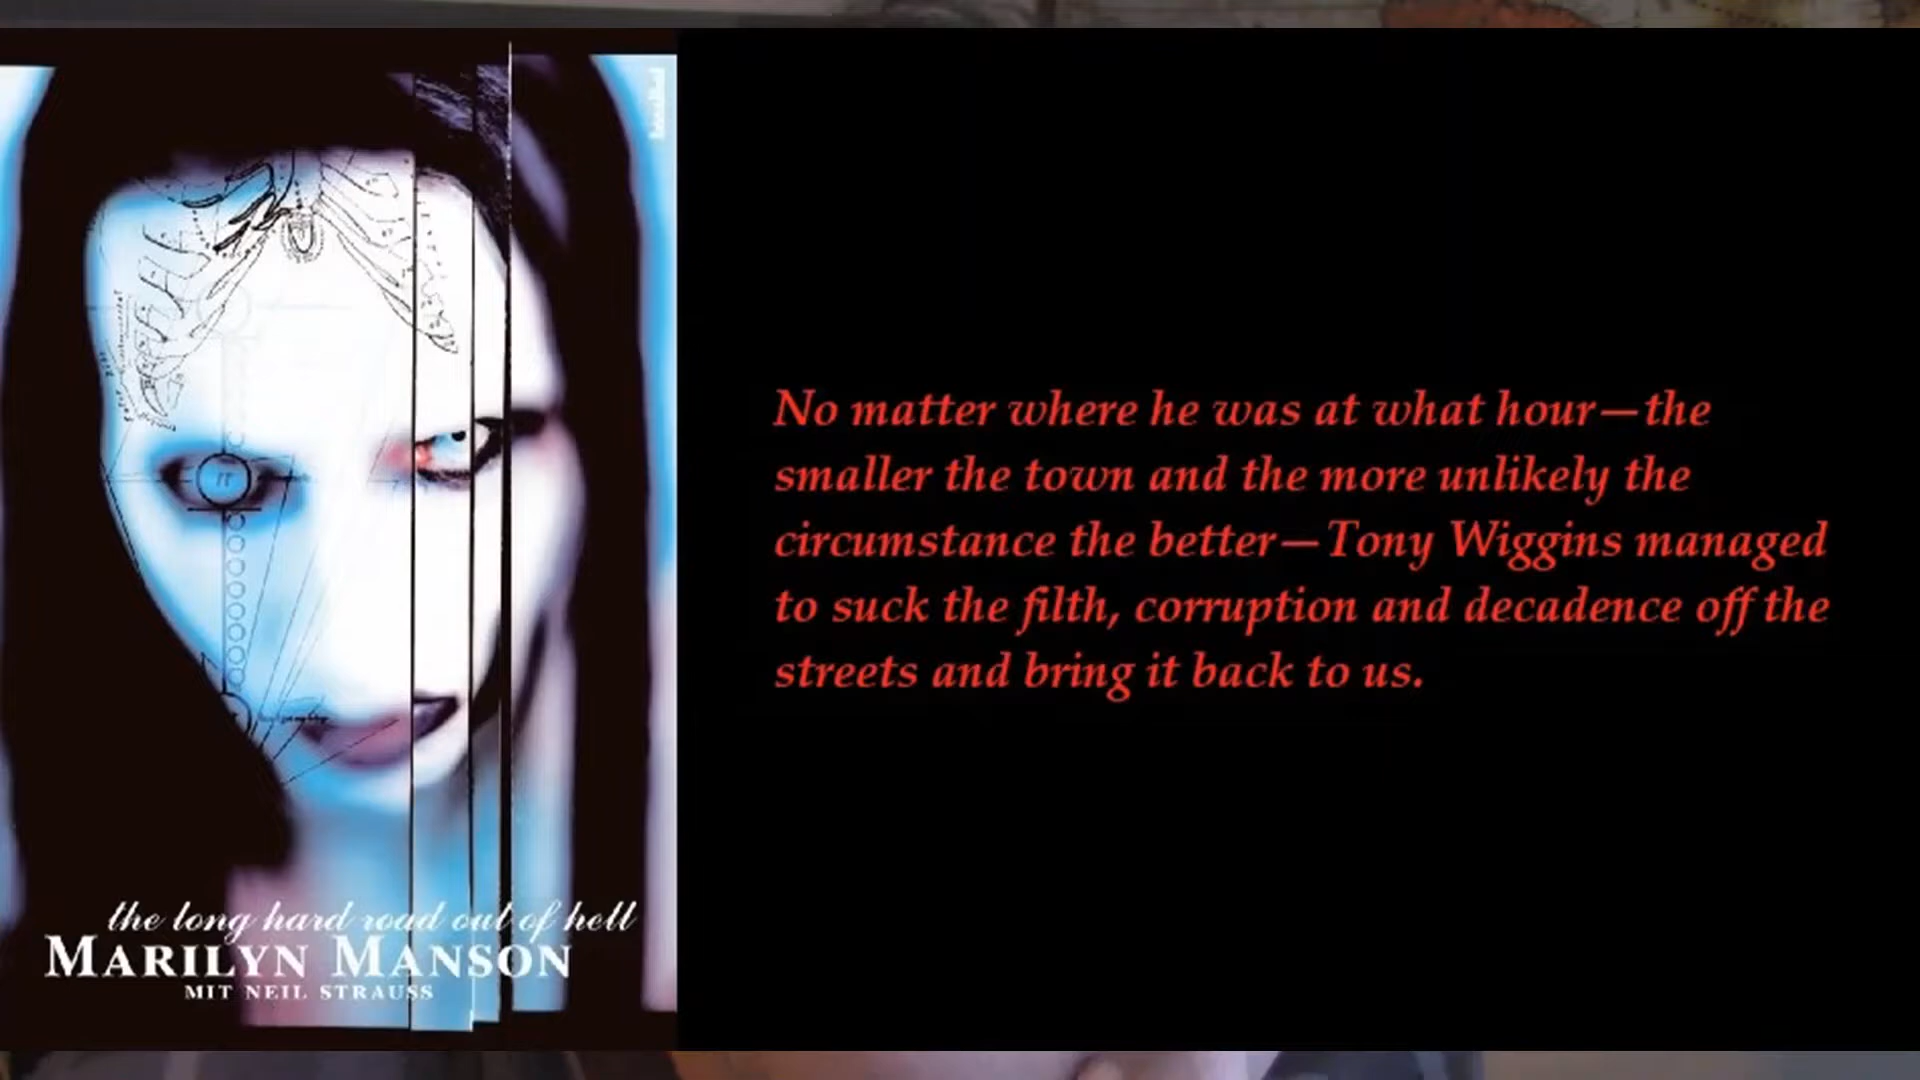 the long hard road out of hell
MARILYN MANSON
MIT NEIL STRAUSS
No matter where he was at what hour—the
smaller the town and the more unlikely the
circumstance the better—Tony Wiggins managed
to suck the filth, corruption and decadence off the
streets and bring it back to us.